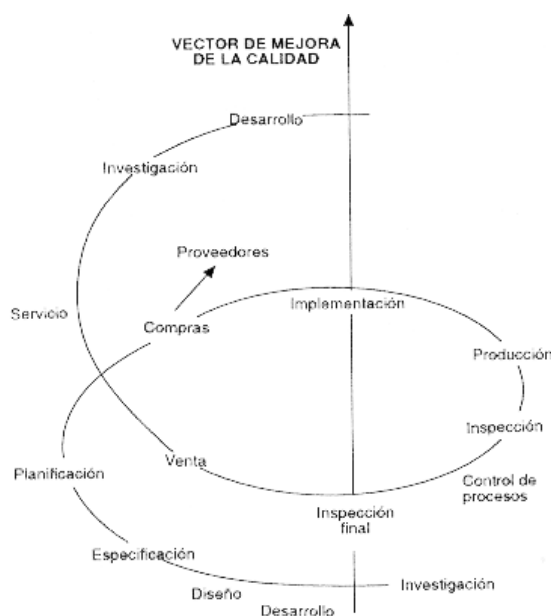 VECTOR DE MEJORA
DE LA CALIDAD
Desarrollo
Investigación
Proveedores
Implementación
Servicio
Compras
Producción
Inspección
Venta
Planificación
Control de
procesos
Inspección
final
Especificación
Investigación
Diseño
Desarrollo